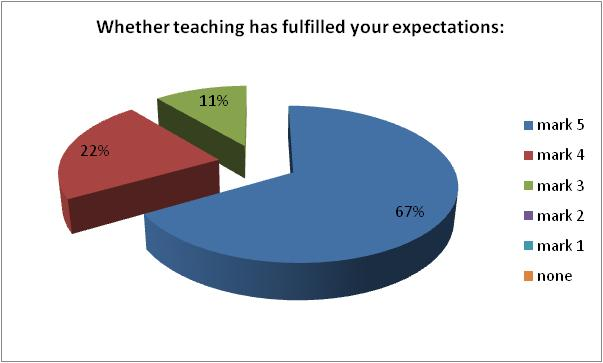 Whether teaching has fulfilled your expectations:
11%
22%
67%
mark 5
mark 4
mark 3
mark 2
mark 1
none